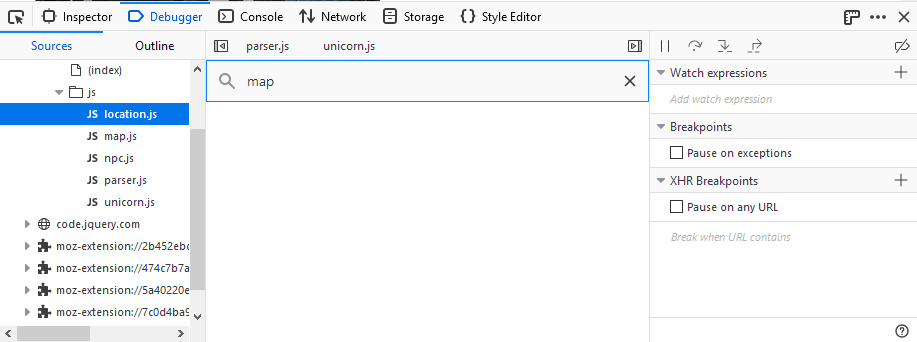 Inspector Debugger Console Network Storage Style Editor
Sources Outline parser.js unicorn.js
(index)
js
JS location.js
JS map.js
JS npc.js
JS parser.js
JS unicorn.js
code.jquery.com
moz-extension://2b452ebc
moz-extension://474c7b7a
moz-extension://5a40220e
moz-extension://7c0d4ba9
map
Watch expressions
Add watch expression
Breakpoints
Pause on exceptions
XHR Breakpoints
Pause on any URL
Break when URL contains